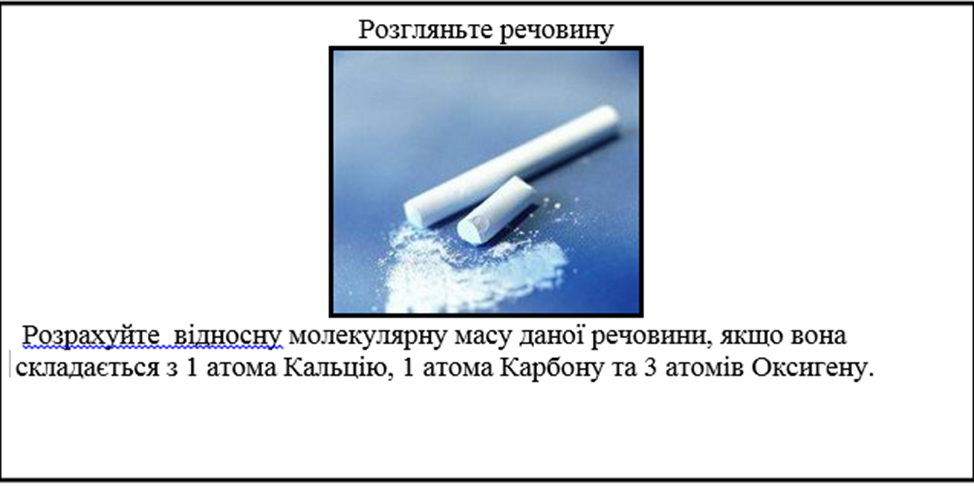 Розгляньте речовину
Розрахуйте відносну молекулярну масу даної речовини, якщо вона
складається з 1 атома Кальцію, 1 атома Карбону та 3 атомів Оксигену.